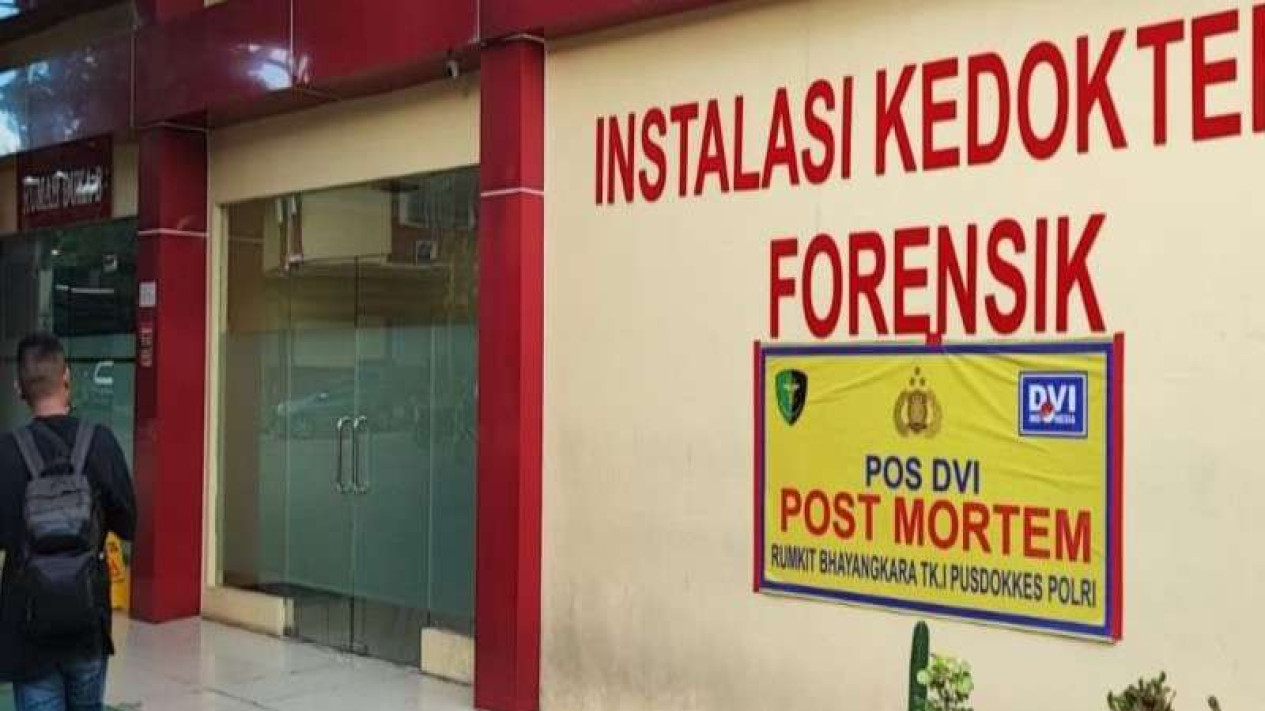 INSTALASI KEDOKTE
FORENSIK
DVI
POS DVI
POST MORTEM
RUMKIT BHAYANGKARA TK.I PUSDOKKES POLRI